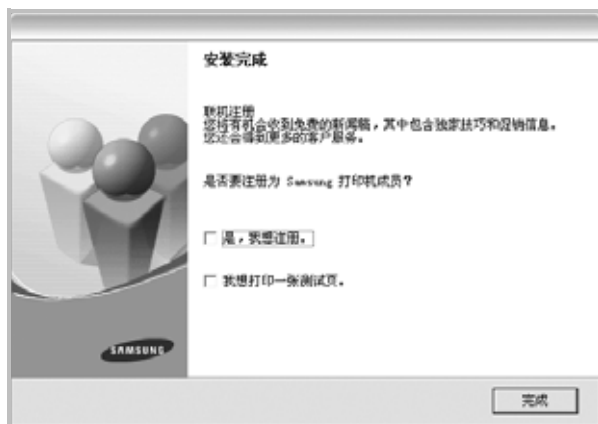 安装完成
联机注册
您将有机会收到免费的新闻稿，其中包含独家技巧和促销信息。
您还会得到更多的客户服务。
是否要注册为 Samsung 打印机成员？
是，我想注册。
我想打印一张测试页。
SAMSUNG
完成